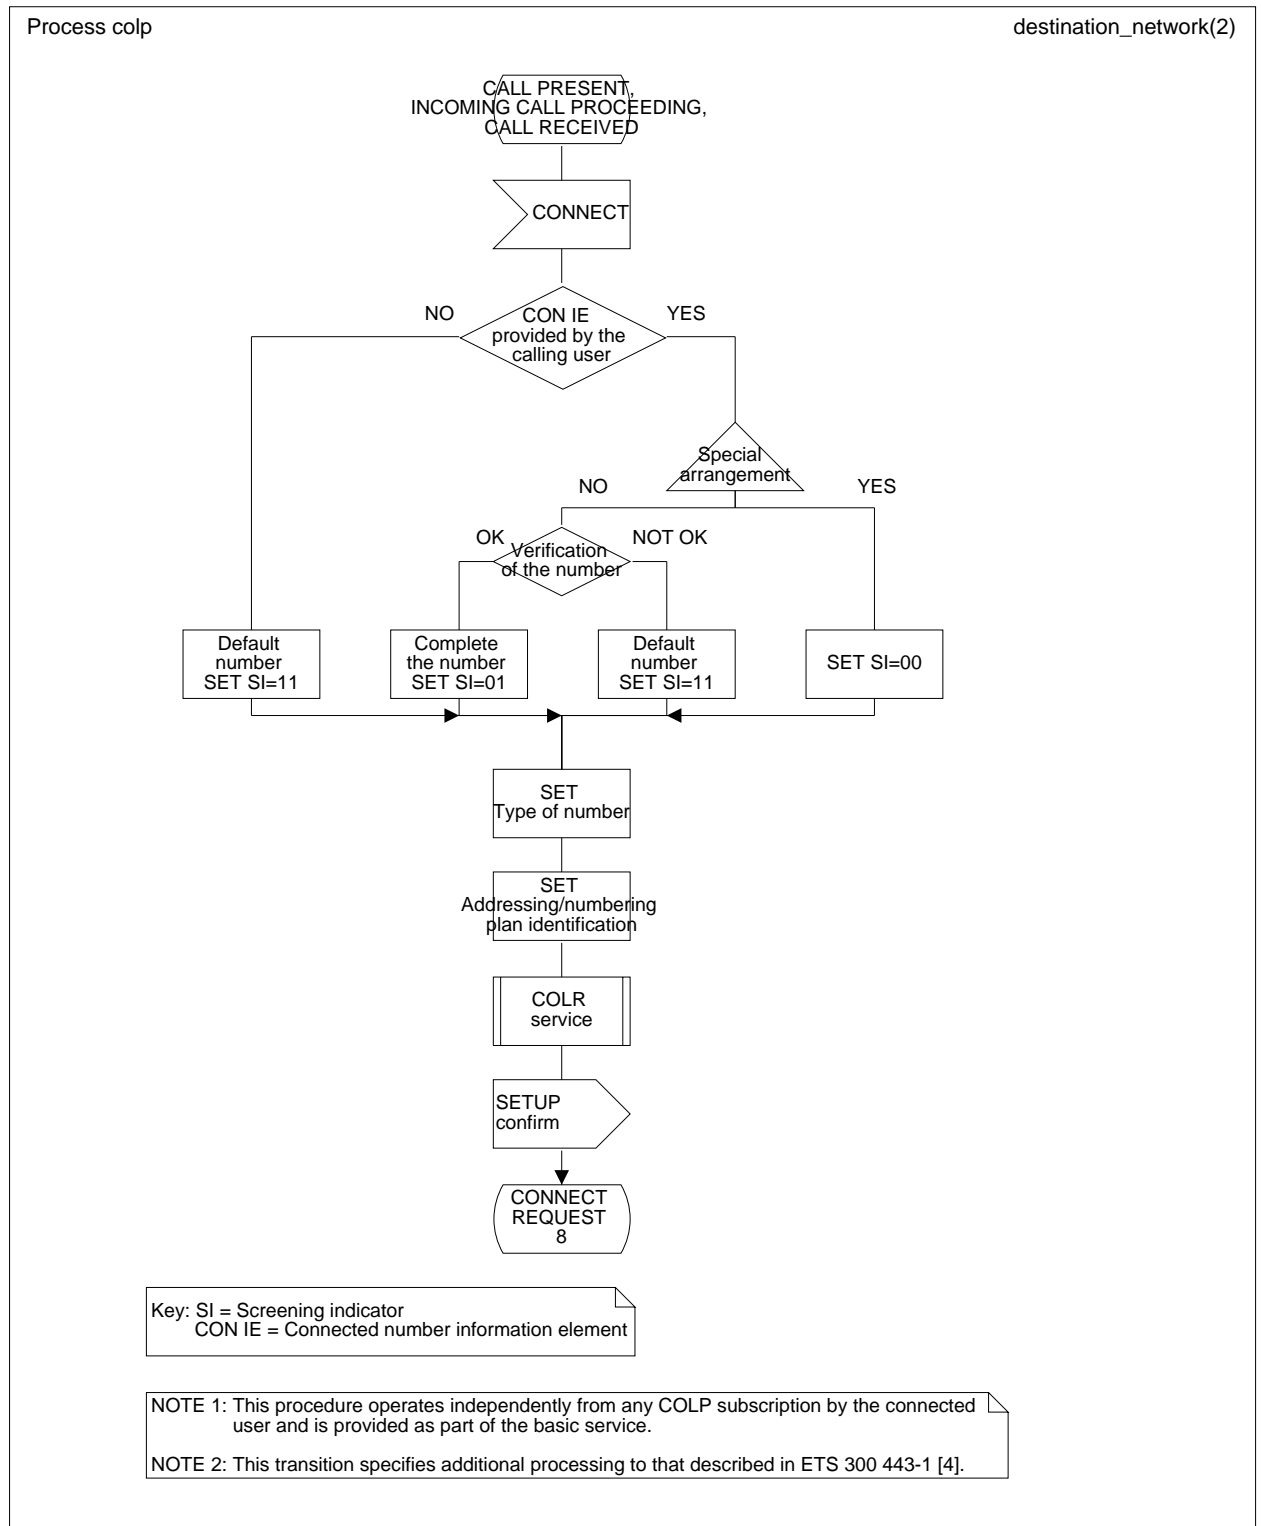 Process colp
destination_network(2)
CALL PRESENT,
INCOMING CALL PROCEEDING,
CALL RECEIVED
CONNECT
NO
YES
CON IE
provided by the
calling user
Special
arrangement
NO
YES
OK
NOT OK
Verification
of the number
Default
number
SET SI=11
Complete
the number
SET SI=01
Default
number
SET SI=11
SET SI=00
SET
Type of number
SET
Addressing/numbering
plan identification
COLR
service
SETUP
confirm
CONNECT
REQUEST
8
Key: SI = Screening indicator
CON IE = Connected number information element
NOTE 1: This procedure operates independently from any COLP subscription by the connected
user and is provided as part of the basic service.
NOTE 2: This transition specifies additional processing to that described in ETS 300 443-1 [4].